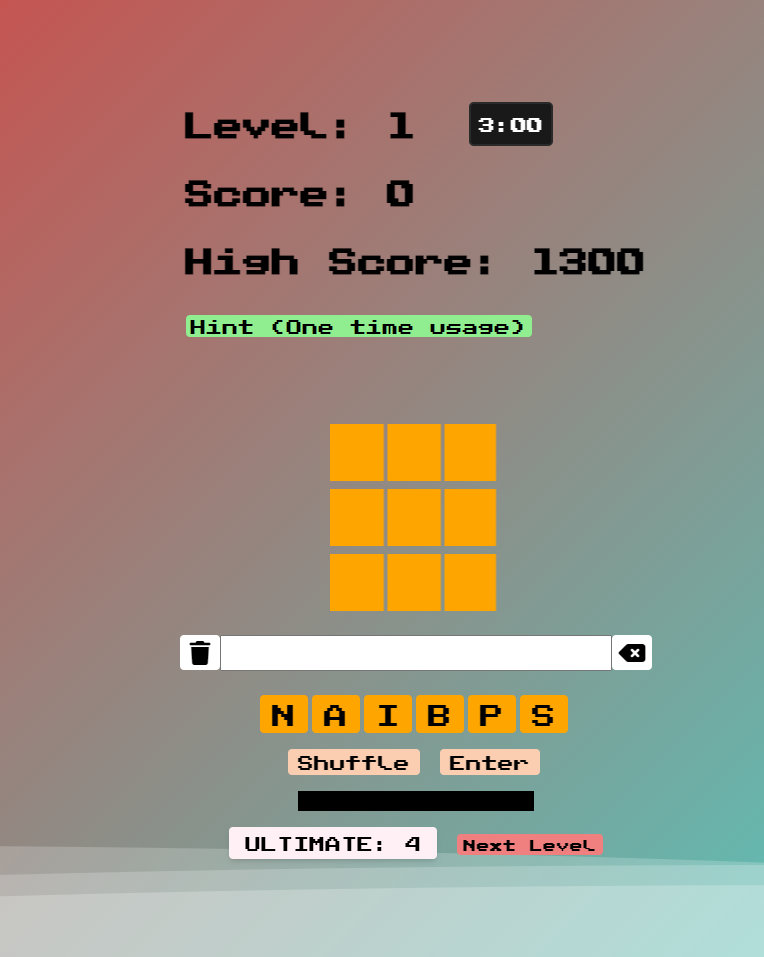 Level: 1 3:00
Score: 0
High Score: 1300
Hint (One time usage)
N A I B P S
Shuffle Enter
ULTIMATE: 4 Next Level